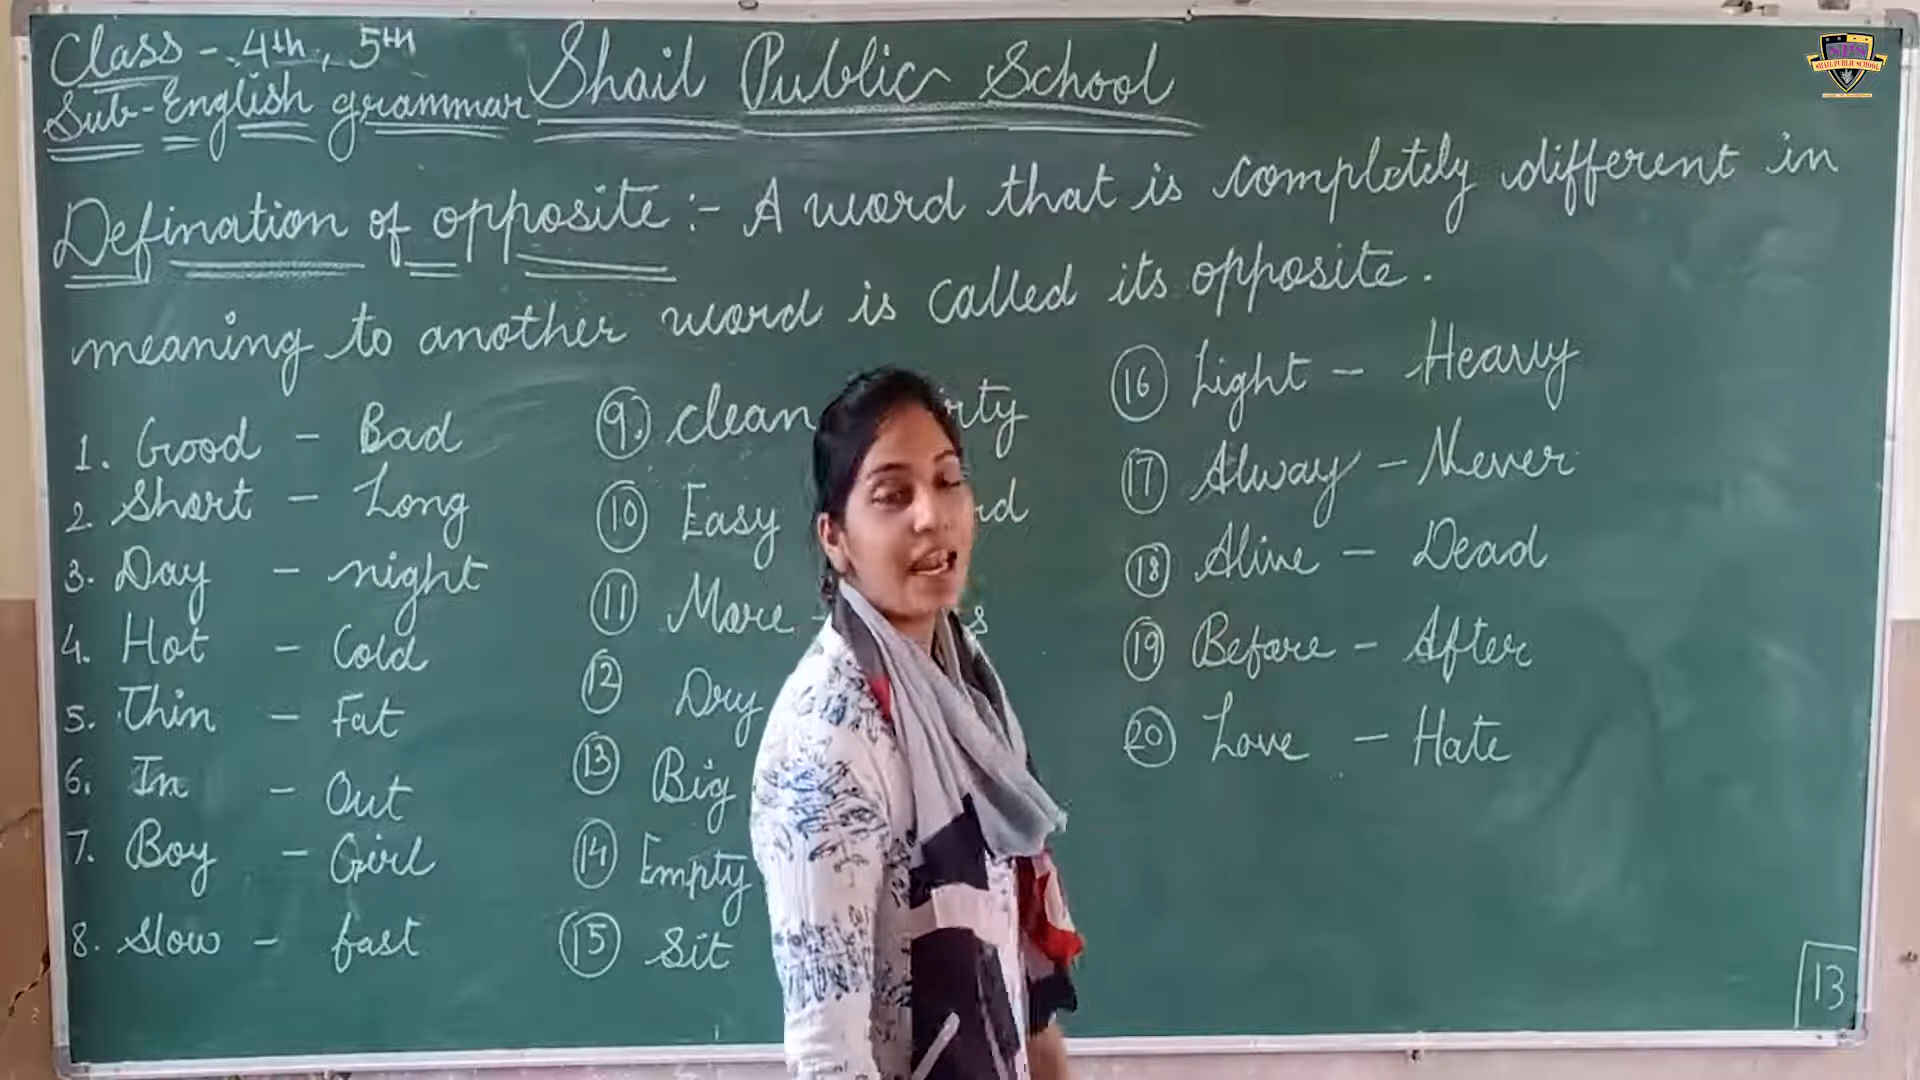 Class - 4th, 5th
Sub-English grammar
Shail Public School
Defination of opposite :- A word that is completely different in
meaning to another word is called its opposite.
1. Good - Bad
2. Short - Long
3. Day - night
4. Hot - Cold
5. Thin - Fat
6. In - Out
7. Boy - Girl
8. Slow - fast
9. clean
10 Easy
11 More -
12 Dry
13 Big
14 Empty
15 Sit
16 Light - Heavy
17 Alway - Never
18 Alive - Dead
19 Before - After
20 Love - Hate
13
SHAIL PUBLIC SCHOOL